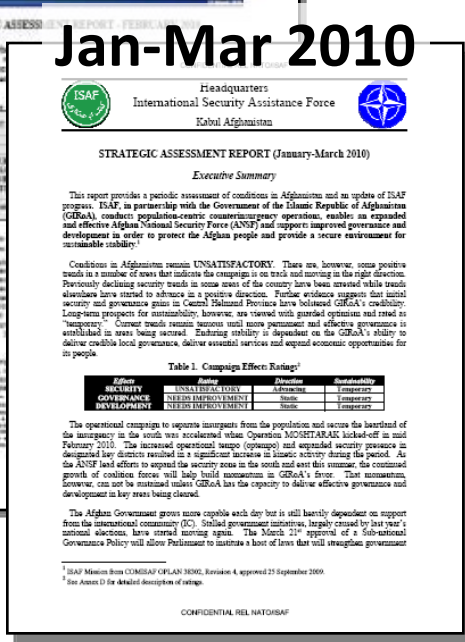 ASSESSMENT REPORT - FEBRUARY 2010
Jan-Mar 2010
CONFIDENTIAL REL NATO/ISAF
ISAF
Headquarters
International Security Assistance Force
Kabul Afghanistan
STRATEGIC ASSESSMENT REPORT (January-March 2010)
Executive Summary
This report provides a periodic assessment of conditions in Afghanistan and an update of ISAF
progress. ISAF, in partnership with the Government of the Islamic Republic of Afghanistan
(GIRoA), conducts population-centric counterinsurgency operations, enables an expanded
and effective Afghan National Security Force (ANSF) and supports improved governance and
development in order to protect the Afghan people and provide a secure environment for
sustainable stability.1
Conditions in Afghanistan remain UNSATISFACTORY. There are, however, some positive
trends in a number of areas that indicate the campaign is on track and moving in the right direction.
Previously declining security trends in some areas of the country have been arrested while trends
elsewhere have started to advance in a positive direction. Further evidence suggests that initial
security and governance gains in Central Helmand Province have bolstered GIRoA's credibility.
Long-term prospects for sustainability, however, are viewed with guarded optimism and rated as
"temporary." Current trends remain tenuous until more permanent and effective governance is
established in areas being secured. Enduring stability is dependent on the GIRoA's ability to
deliver credible local governance, deliver essential services and expand economic opportunities for
its people.
Table 1. Campaign Effects Ratings2
Effects Rating Direction Sustainability
SECURITY UNSATISFACTORY Advancing Temporary
GOVERNANCE NEEDS IMPROVEMENT Static Temporary
DEVELOPMENT NEEDS IMPROVEMENT Static Temporary
The operational campaign to separate insurgents from the population and secure the heartland of
the insurgency in the south was accelerated when Operation MOSHTARAK kicked-off in mid
February 2010. The increased operational tempo (optempo) and expanded security presence in
designated key districts resulted in a significant increase in kinetic activity during the period. As
the ANSF lead efforts to expand the security zone in the south and east this summer, the continued
growth of coalition forces will help build momentum in GIRoA's favor. That momentum,
however, can not be sustained unless GIRoA has the capacity to deliver effective governance and
development in key areas being cleared.
The Afghan Government grows more capable each day but is still heavily dependent on support
from the international community (IC). Stalled government initiatives, largely caused by last year's
national elections, have started moving again. The March 21st approval of a Sub-national
Governance Policy will allow Parliament to institute a host of laws that will strengthen government
1 ISAF Mission from COMISAF OPLAN 38302, Revision 4, approved 25 September 2009.
2 See Annex D for detailed description of ratings.
CONFIDENTIAL REL NATO/ISAF